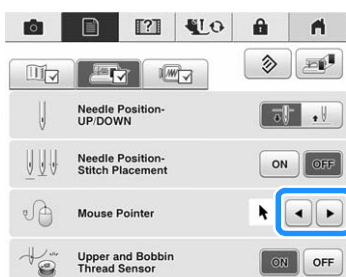 Needle Position-
UP/DOWN
Needle Position-
Stitch Placement
ON OFF
Mouse Pointer
Upper and Bobbin
Thread Sensor
ON OFF